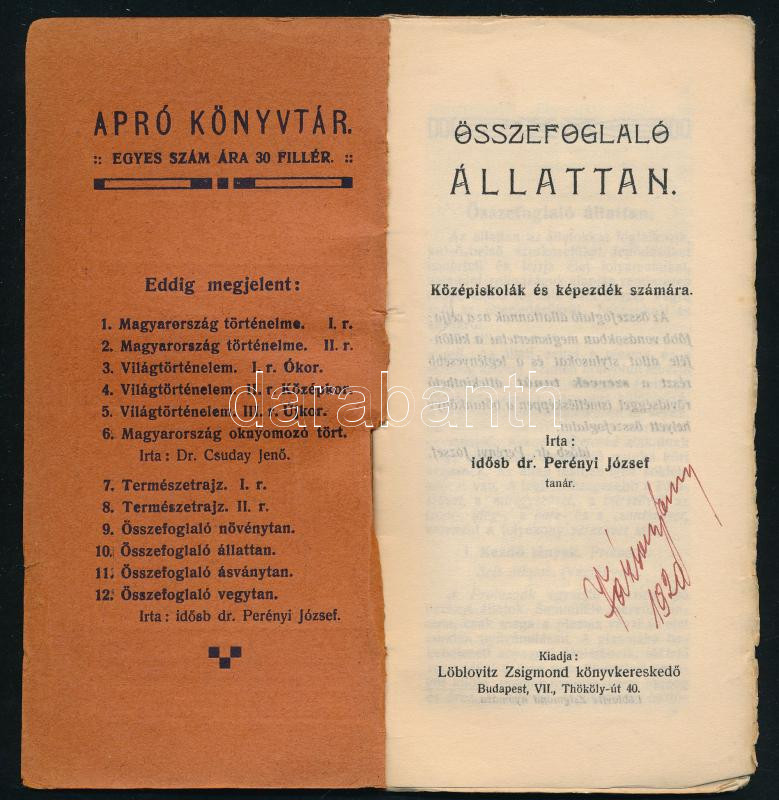 APRÓ KÖNYVTÁR.
:: EGYES SZÁM ÁRA 30 FILLÉR. ::
Eddig megjelent:
1. Magyarország történelme. I. r.
2. Magyarország történelme. II. r.
3. Világtörténelem. I r. Ókor.
4. Világtörténelem. II. r. Középkor.
5. Világtörténelem. III. r. Újkor.
6. Magyarország oknyomozó tört.
Irta: Dr. Csuday Jenő.
7. Természetrajz. I. r.
8. Természetrajz. II. r.
9. Összefoglaló növénytan.
10. Összefoglaló állattan.
11. Összefoglaló ásványtan.
12. Összefoglaló vegytan.
Irta: idősb dr. Perényi József.
ÖSSZEFOGLALÓ
ÁLLATTAN.
Középiskolák és képezdék számára.
Irta:
idősb dr. Perényi József
tanár.
1920
Kiadja:
Löblovitz Zsigmond könyvkereskedő
Budapest, VII., Thököly-út 40.
darabanth